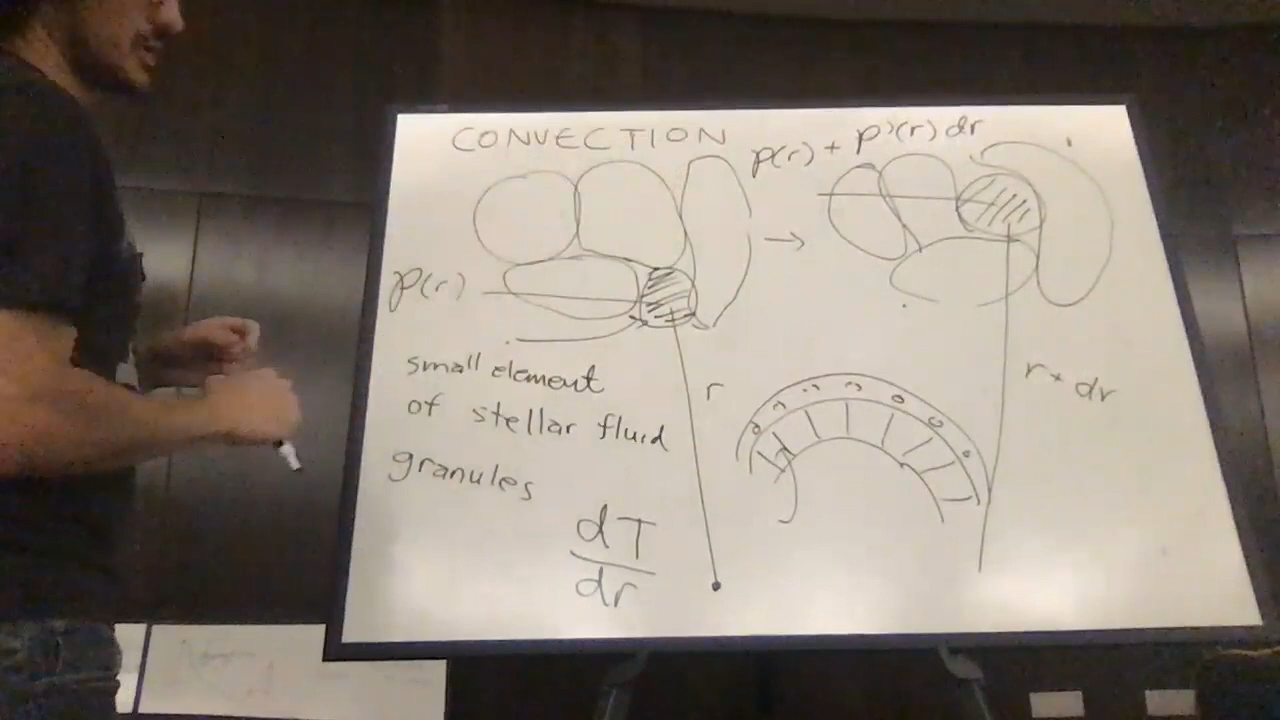 CONVECTION
p(r) + p'(r) dr
p(r)
small element
of stellar fluid
granules
r
r + dr
dT
dr